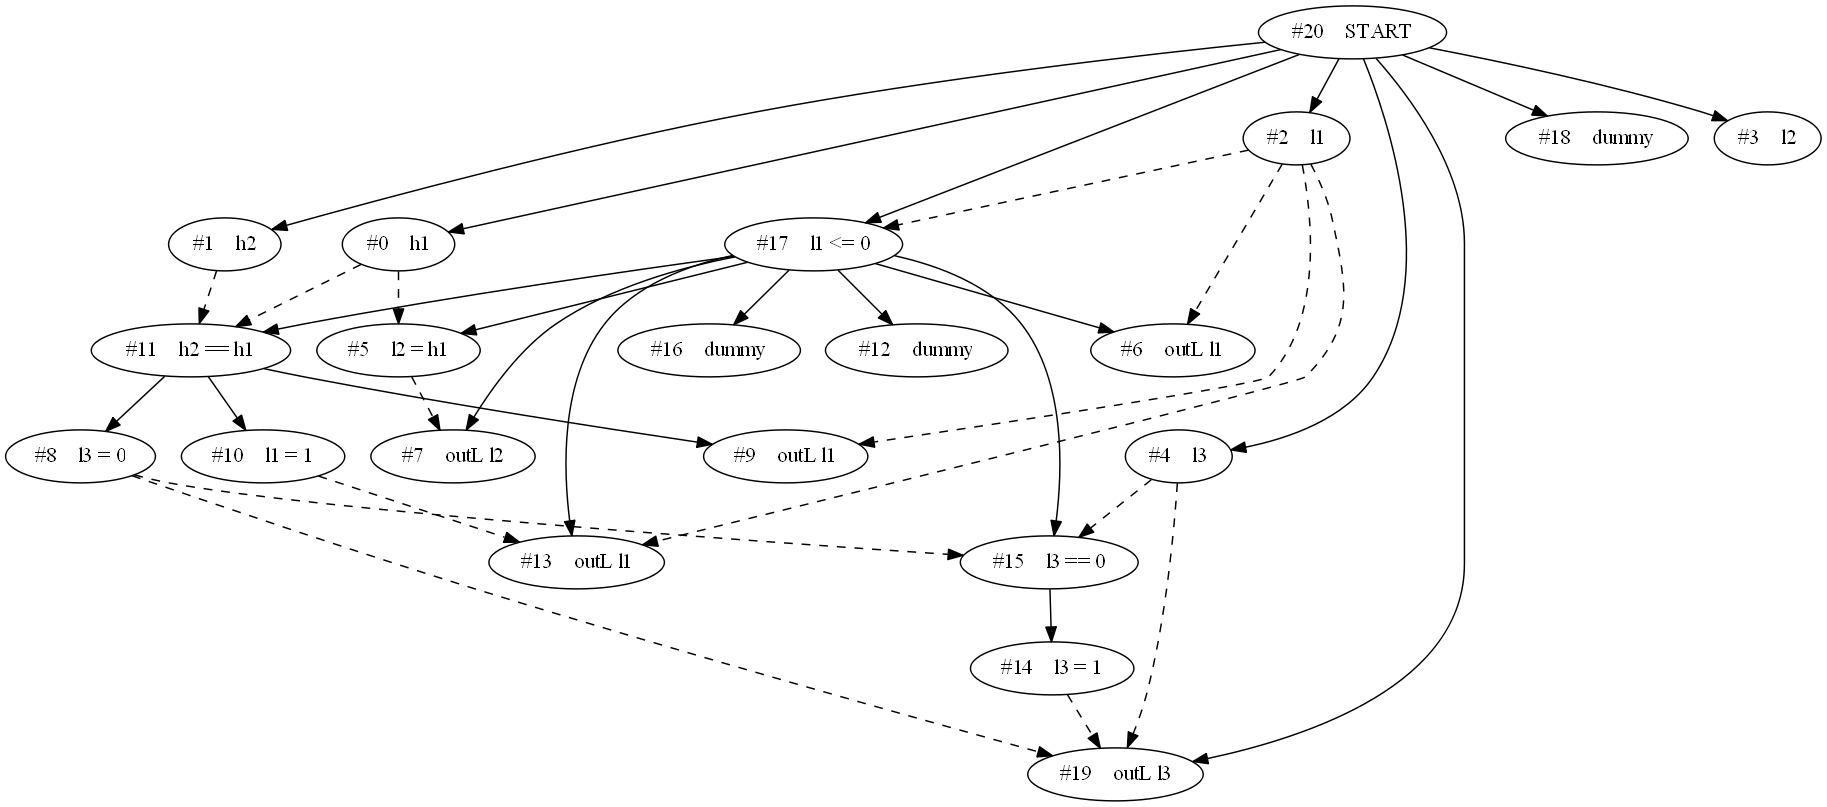 #20 START
#2 l1
#18 dummy
#3 l2
#1 h2
#0 h1
#17 l1 <= 0
#11 h2 == h1
#5 l2 = h1
#16 dummy
#12 dummy
#6 outL l1
#8 l3 = 0
#10 l1 = 1
#7 outL l2
#9 outL l1
#4 l3
#13 outL l1
#15 l3 == 0
#14 l3 = 1
#19 outL l3